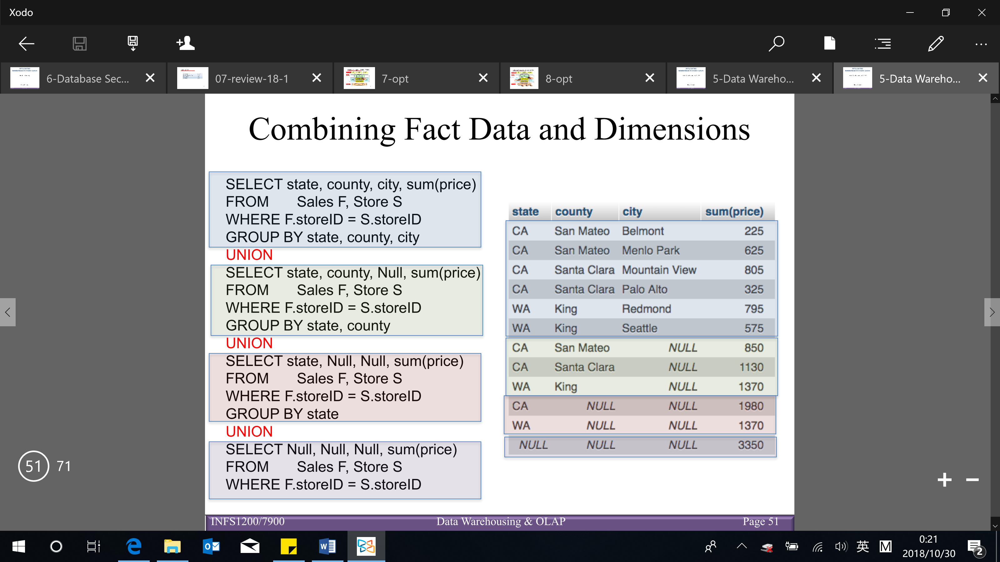 Xodo
6-Database Sec...
07-review-18-1
7-opt
8-opt
5-Data Wareho...
5-Data Wareho...
Combining Fact Data and Dimensions
SELECT state, county, city, sum(price)
FROM Sales F, Store S
WHERE F.storeID = S.storeID
GROUP BY state, county, city
UNION
SELECT state, county, Null, sum(price)
FROM Sales F, Store S
WHERE F.storeID = S.storeID
GROUP BY state, county
UNION
SELECT state, Null, Null, sum(price)
FROM Sales F, Store S
WHERE F.storeID = S.storeID
GROUP BY state
UNION
SELECT Null, Null, Null, sum(price)
FROM Sales F, Store S
WHERE F.storeID = S.storeID
state county city sum(price)
CA San Mateo Belmont 225
CA San Mateo Menlo Park 625
CA Santa Clara Mountain View 805
CA Santa Clara Palo Alto 325
WA King Redmond 795
WA King Seattle 575
CA San Mateo NULL 850
CA Santa Clara NULL 1130
WA King NULL 1370
CA NULL NULL 1980
WA NULL NULL 1370
NULL NULL NULL 3350
51 71
INFS1200/7900 Data Warehousing & OLAP Page 51
英 M
0:21
2018/10/30
2